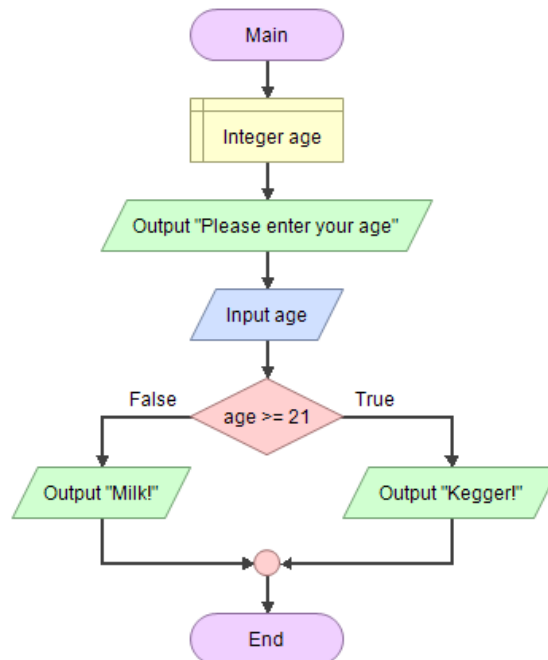 Main
Integer age
Output "Please enter your age"
Input age
False
True
age >= 21
Output "Milk!"
Output "Kegger!"
End